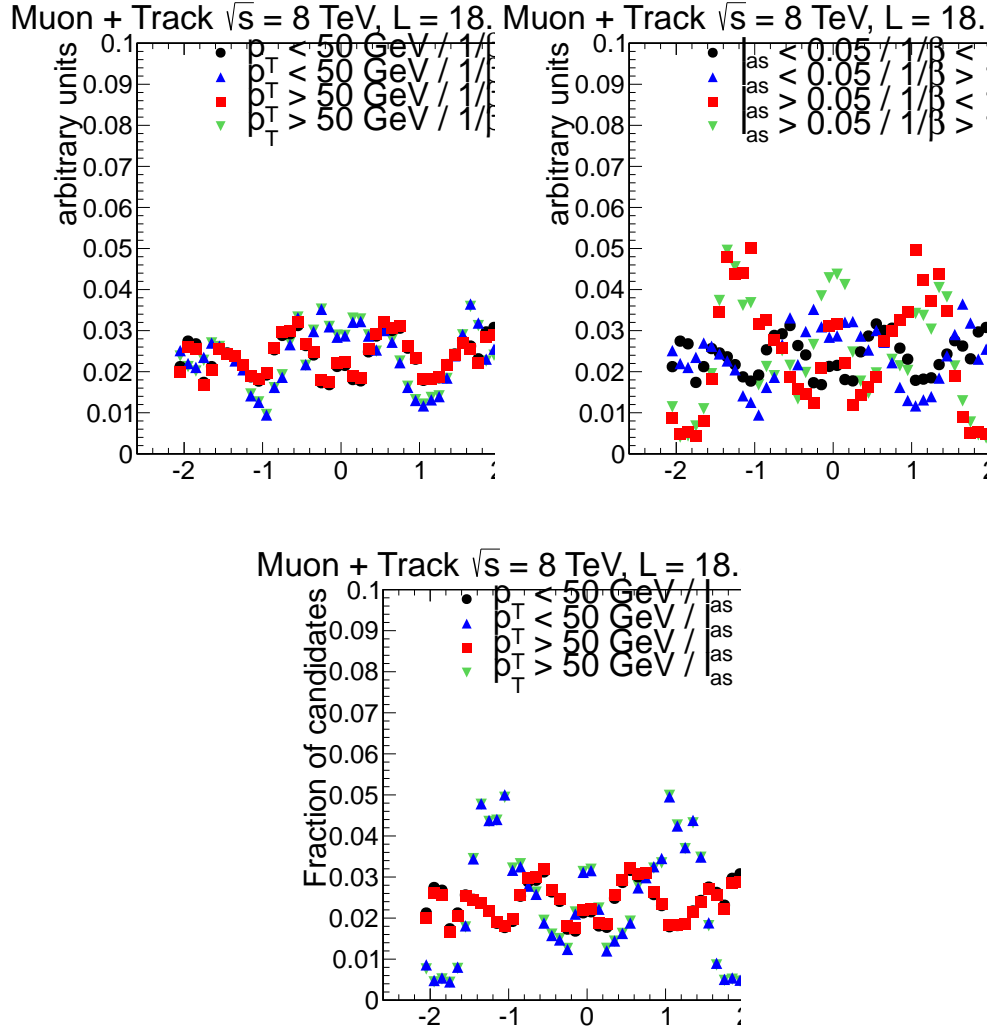 Muon + Track √s = 8 TeV, L = 18.
arbitrary units
0.1
0.09
0.08
0.07
0.06
0.05
0.04
0.03
0.02
0.01
0
-2 -1 0 1
|p_T < 50 GeV / 1/β
|p_T < 50 GeV / 1/β
|p_T > 50 GeV / 1/β
|p_T > 50 GeV / 1/β
Muon + Track √s = 8 TeV, L = 18.
arbitrary units
0.1
0.09
0.08
0.07
0.06
0.05
0.04
0.03
0.02
0.01
0
-2 -1 0 1 2
I_as < 0.05 / 1/β <
I_as < 0.05 / 1/β >
I_as > 0.05 / 1/β <
I_as > 0.05 / 1/β >
Muon + Track √s = 8 TeV, L = 18.
Fraction of candidates
0.1
0.09
0.08
0.07
0.06
0.05
0.04
0.03
0.02
0.01
0
-2 -1 0 1
|p_T < 50 GeV / I_as
|p_T < 50 GeV / I_as
|p_T > 50 GeV / I_as
|p_T > 50 GeV / I_as